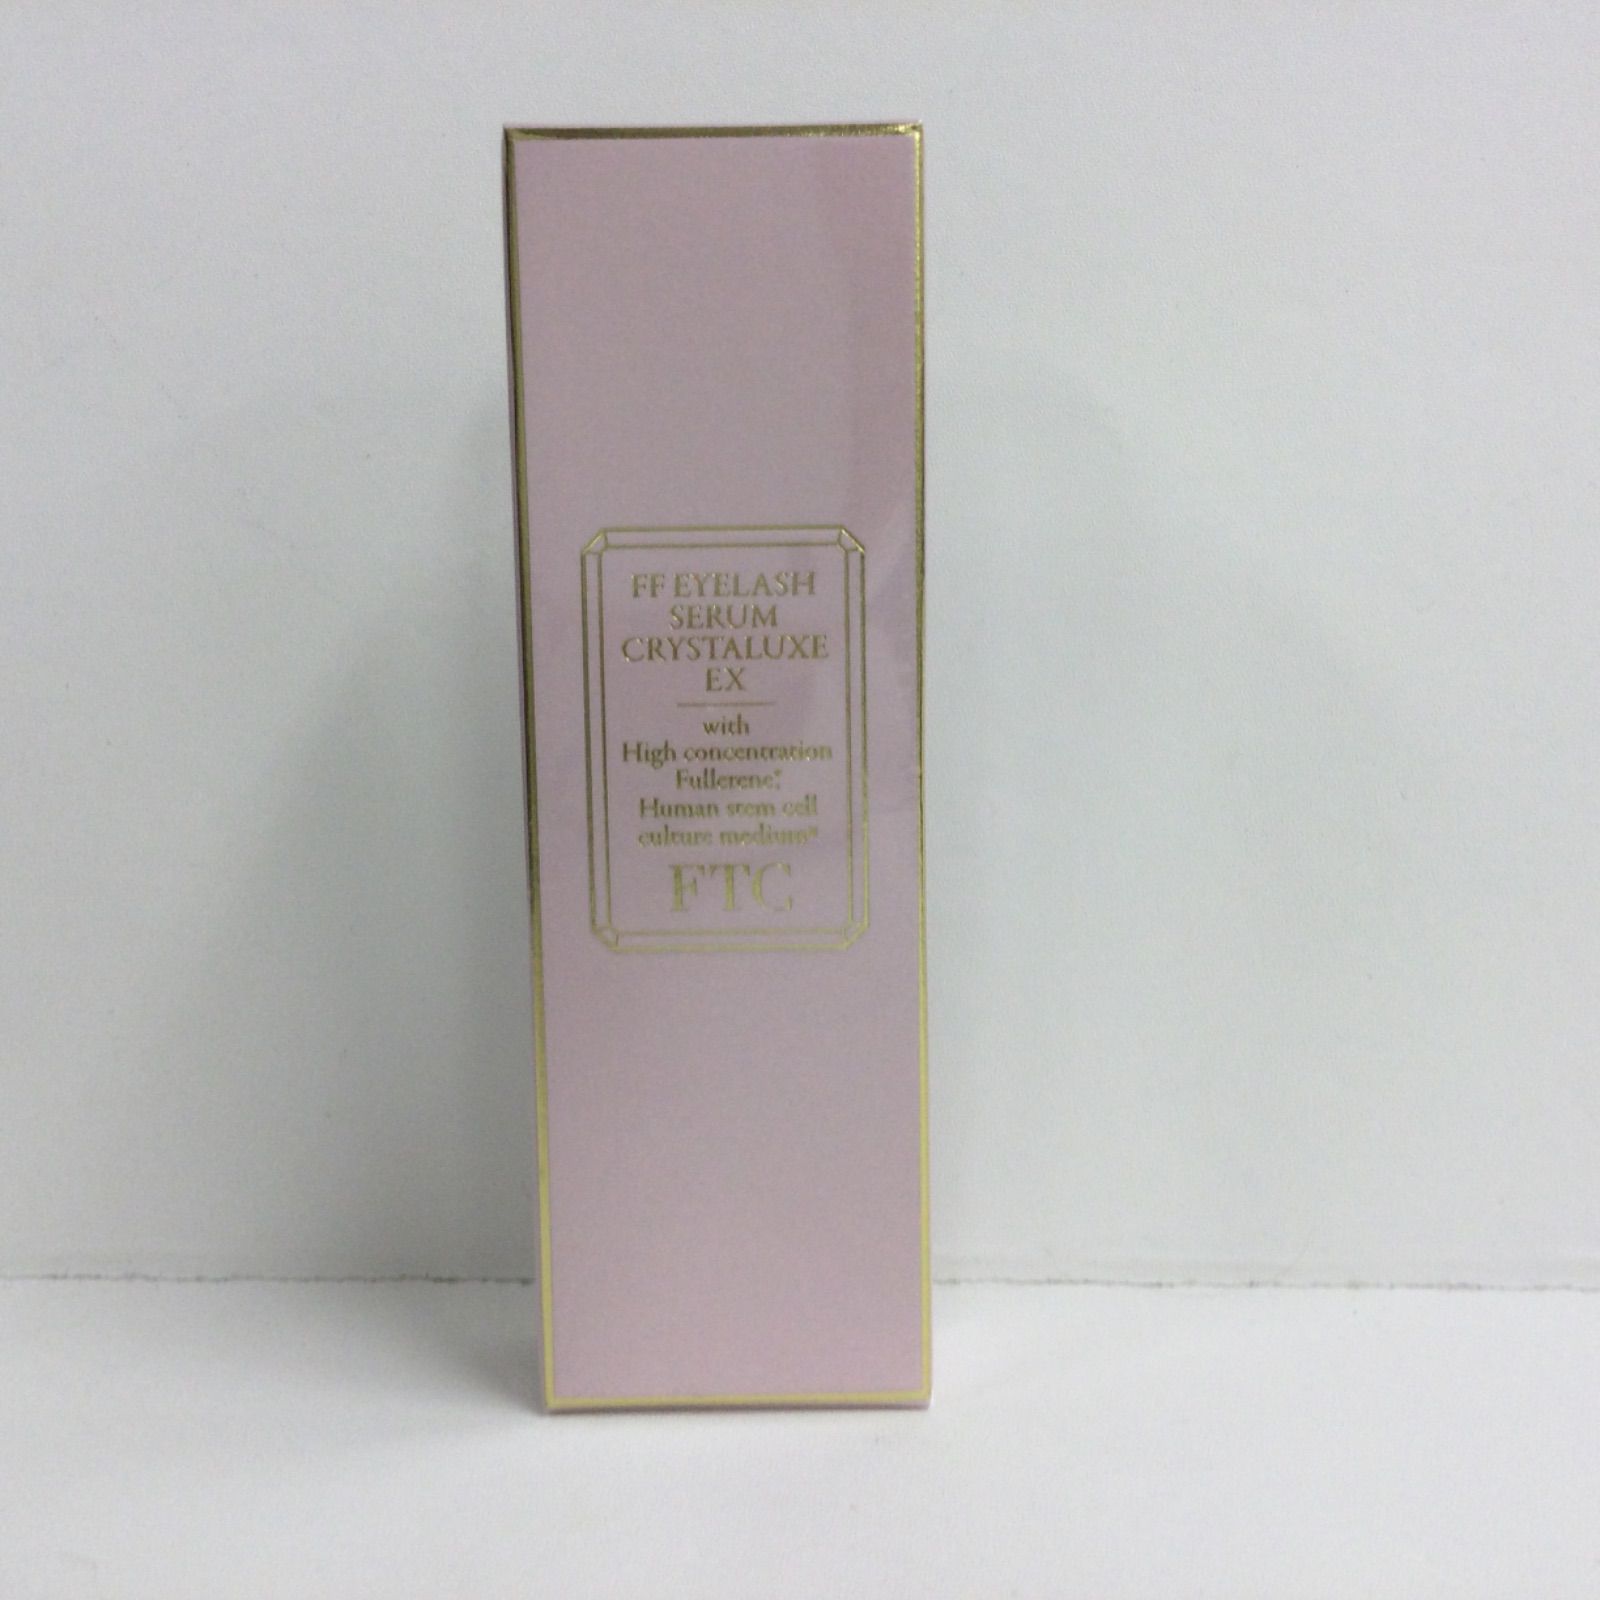 FF EYELASH
SERUM
CRYSTALUXE
EX
with
High concentration
Fullerene*,
Human stem cell
culture medium*
FTC